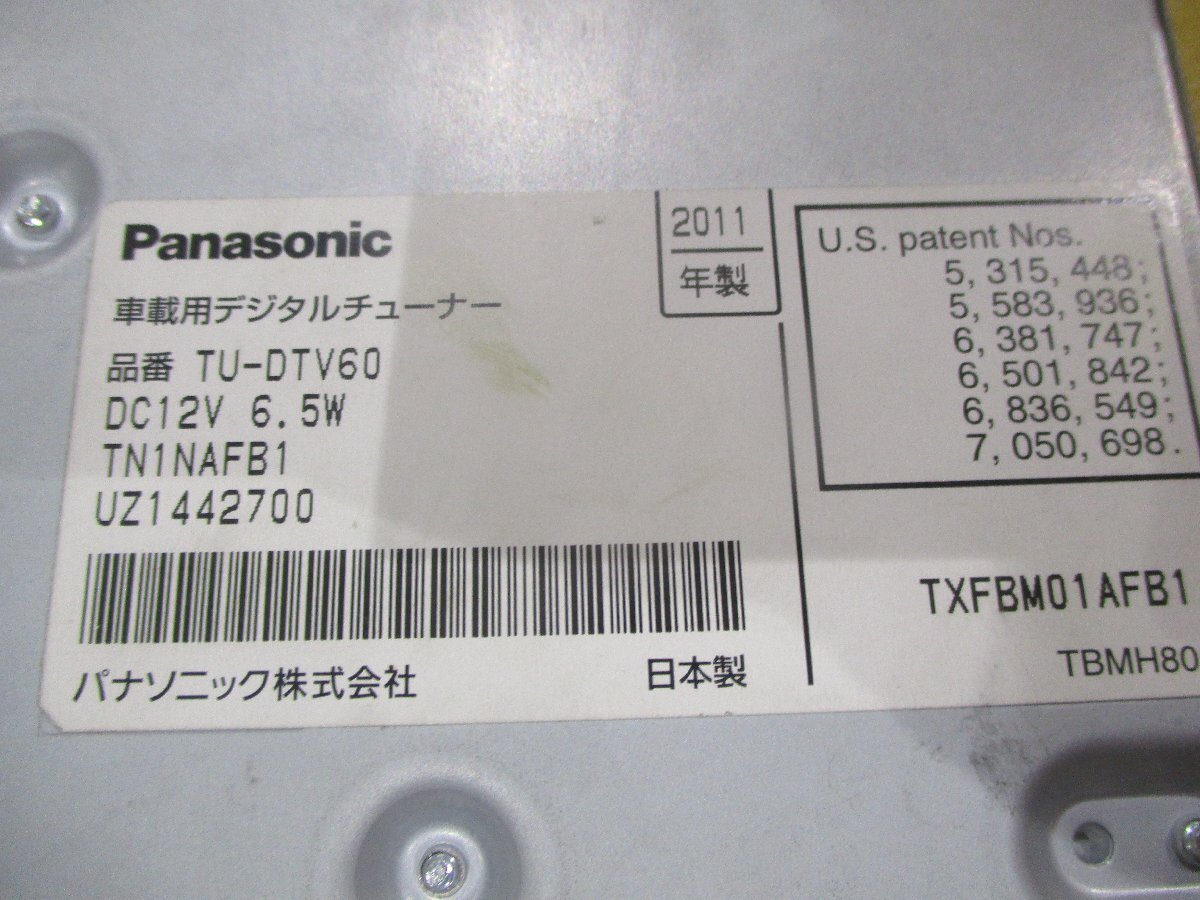 Panasonic
車載用デジタルチューナー
品番 TU-DTV60
DC12V 6.5W
TN1NAFB1
UZ1442700
パナソニック株式会社
日本製
2011
年製
U.S. patent Nos.
5,315,448;
5,583,936;
6,381,747;
6,501,842;
6,836,549;
7,050,698.
TXFBM01AFB1
TBMH80